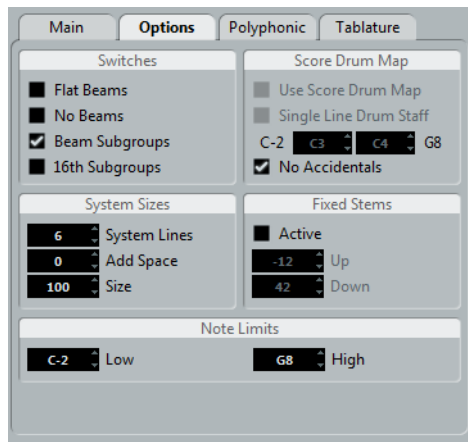 Main Options Polyphonic Tablature
Switches
Flat Beams
No Beams
Beam Subgroups
16th Subgroups
Score Drum Map
Use Score Drum Map
Single Line Drum Staff
C-2 C3 C4 G8
No Accidentals
System Sizes
6 System Lines
0 Add Space
100 Size
Fixed Stems
Active
-12 Up
42 Down
Note Limits
C-2 Low G8 High